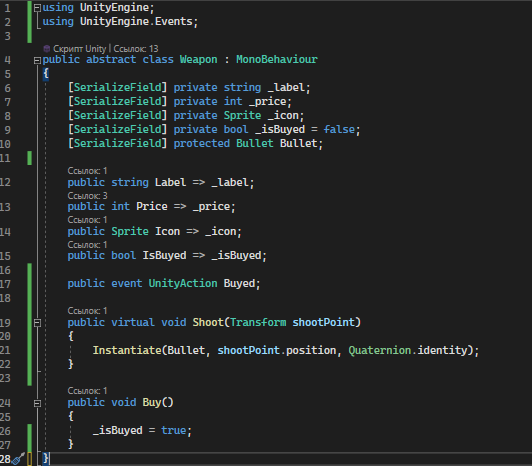 1 using UnityEngine;
2 using UnityEngine.Events;
3
Скрипт Unity | Ссылок: 13
4 public abstract class Weapon : MonoBehaviour
5 {
6 [SerializeField] private string _label;
7 [SerializeField] private int _price;
8 [SerializeField] private Sprite _icon;
9 [SerializeField] private bool _isBuyed = false;
10 [SerializeField] protected Bullet Bullet;
11
Ссылок: 1
12 public string Label => _label;
Ссылок: 3
13 public int Price => _price;
Ссылок: 1
14 public Sprite Icon => _icon;
Ссылок: 1
15 public bool IsBuyed => _isBuyed;
16
17 public event UnityAction Buyed;
18
Ссылок: 1
19 public virtual void Shoot(Transform shootPoint)
20 {
21 Instantiate(Bullet, shootPoint.position, Quaternion.identity);
22 }
23
Ссылок: 1
24 public void Buy()
25 {
26 _isBuyed = true;
27 }
28 }